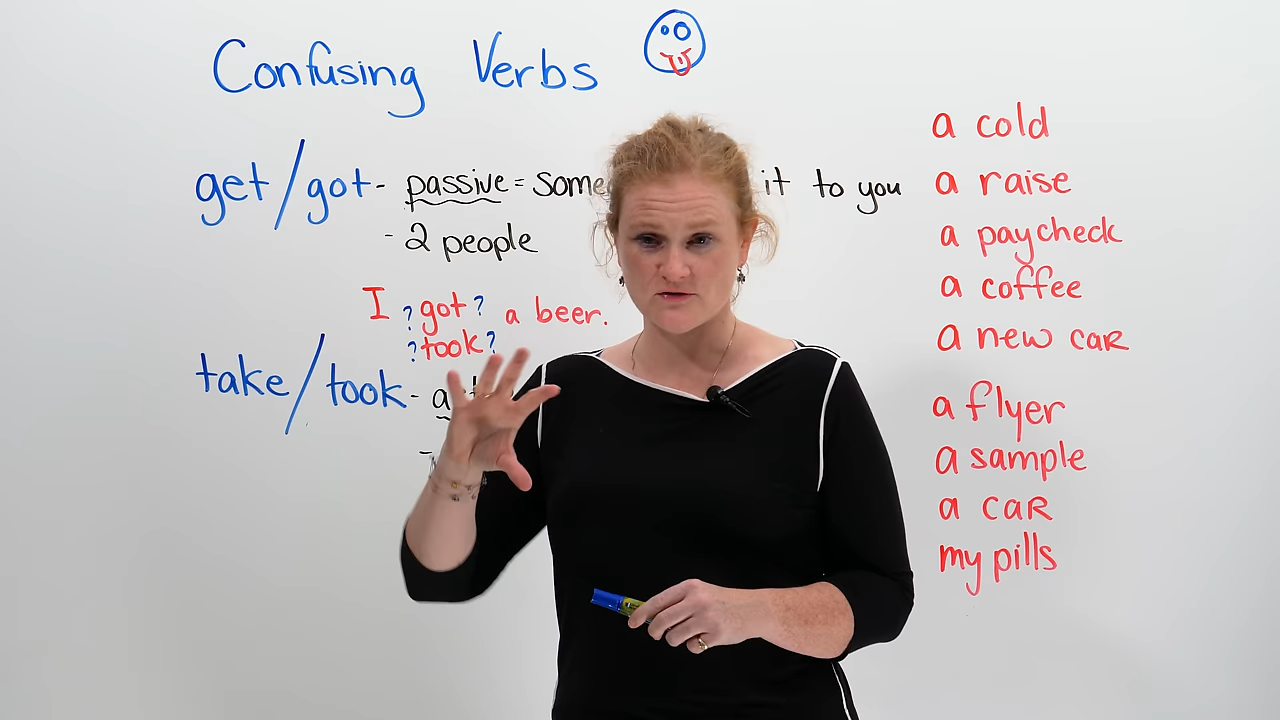 Confusing Verbs
get/got - passive = it to you
- 2 people
I ?got? a beer.
?took?
take/took -
a cold
a raise
a paycheck
a coffee
a new caR
a flyer
a sample
a caR
my pills